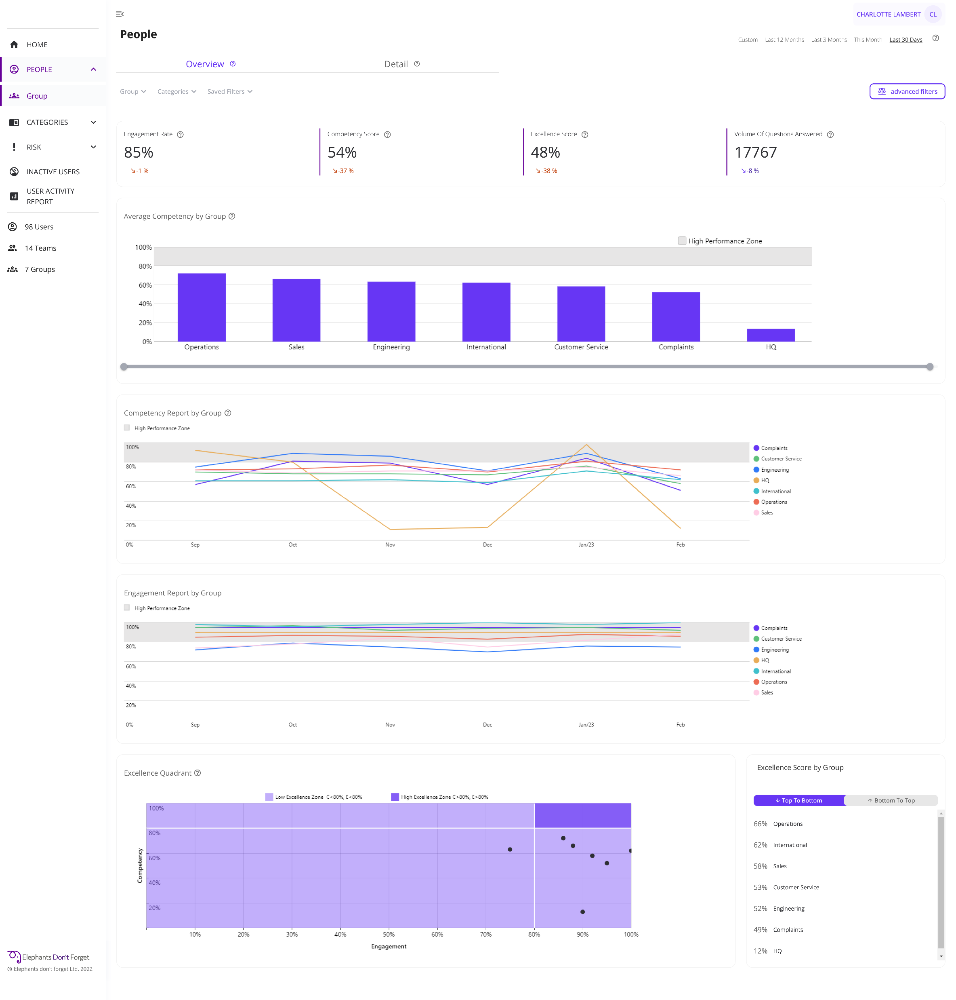 CHARLOTTE LAMBERT CL
People
Custom Last 12 Months Last 3 Months This Month Last 30 Days
HOME
PEOPLE
Group
CATEGORIES
RISK
INACTIVE USERS
USER ACTIVITY
REPORT
98 Users
14 Teams
7 Groups
Elephants Don't Forget
© Elephants don't forget Ltd. 2022
Overview Detail
Group Categories Saved Filters
advanced filters
Engagement Rate
85%
-1 %
Competency Score
54%
-37 %
Excellence Score
48%
-38 %
Volume Of Questions Answered
17767
-8 %
Average Competency by Group
High Performance Zone
100%
80%
60%
40%
20%
0%
Operations Sales Engineering International Customer Service Complaints HQ
Competency Report by Group
High Performance Zone
100%
80%
60%
40%
20%
0% Sep Oct Nov Dec Jan/23 Feb
Complaints
Customer Service
Engineering
HQ
International
Operations
Sales
Engagement Report by Group
High Performance Zone
100%
80%
60%
40%
20%
0% Sep Oct Nov Dec Jan/23 Feb
Complaints
Customer Service
Engineering
HQ
International
Operations
Sales
Excellence Quadrant
Low Excellence Zone C<80%, E<80% High Excellence Zone C>80%, E>80%
100%
80%
60%
40%
20%
Competency
10% 20% 30% 40% 50% 60% 70% 80% 90% 100%
Engagement
Excellence Score by Group
Top To Bottom Bottom To Top
66% Operations
62% International
58% Sales
53% Customer Service
52% Engineering
49% Complaints
12% HQ